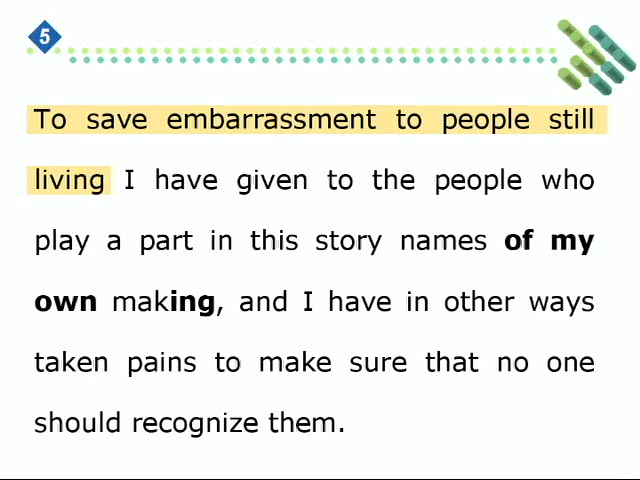 5
To save embarrassment to people still
living I have given to the people who
play a part in this story names of my
own making, and I have in other ways
taken pains to make sure that no one
should recognize them.